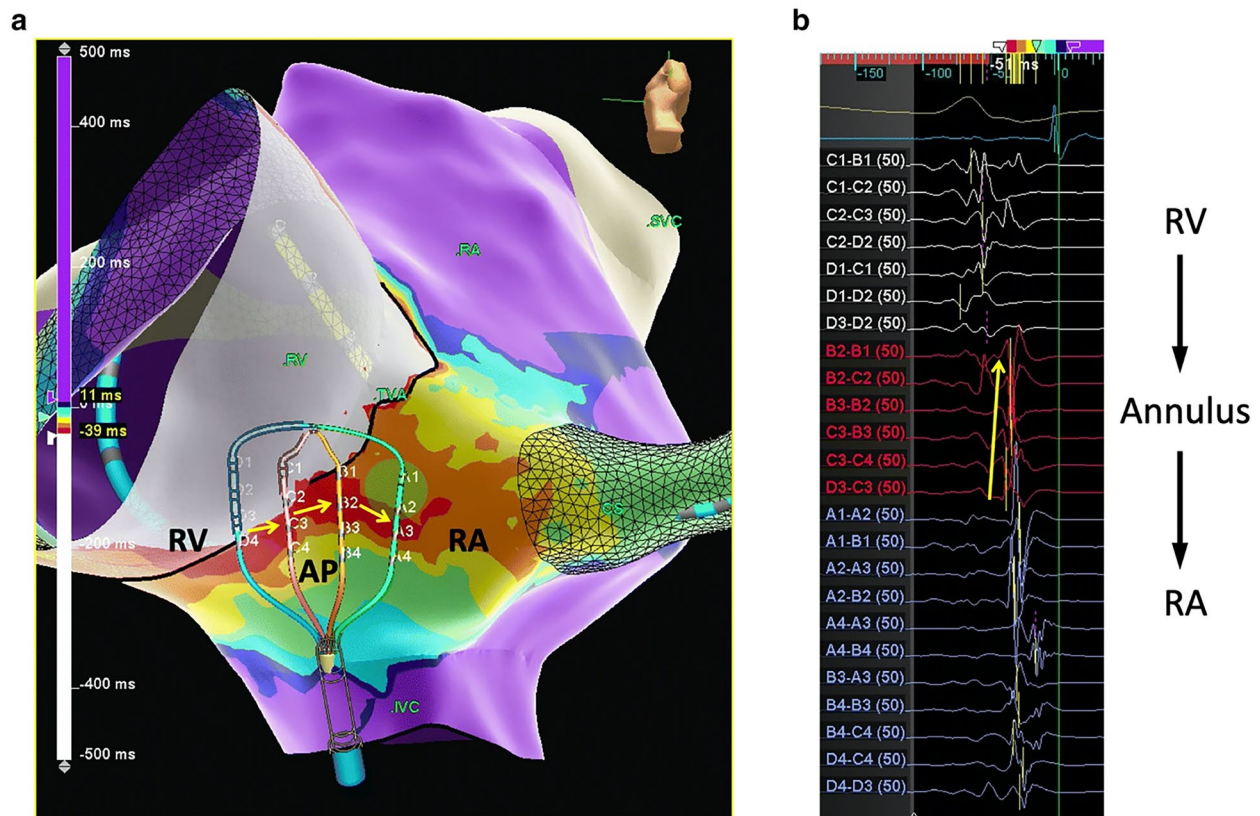 a
500 ms
400 ms
200 ms
11 ms
0 ms
-39 ms
-200 ms
-400 ms
-500 ms
.SVC
.RA
.RV
.TVA
CS
.IVC
D1
D2
D3
D4
C1
C2
C3
C4
B1
B2
B3
B4
A1
A2
A3
A4
RV
AP
RA
b
-51 ms
-150
-100
0
C1-B1 (50)
C1-C2 (50)
C2-C3 (50)
C2-D2 (50)
D1-C1 (50)
D1-D2 (50)
D3-D2 (50)
B2-B1 (50)
B2-C2 (50)
B3-B2 (50)
C3-B3 (50)
C3-C4 (50)
D3-C3 (50)
A1-A2 (50)
A1-B1 (50)
A2-A3 (50)
A2-B2 (50)
A4-A3 (50)
A4-B4 (50)
B3-A3 (50)
B4-B3 (50)
B4-C4 (50)
D4-C4 (50)
D4-D3 (50)
RV
Annulus
RA